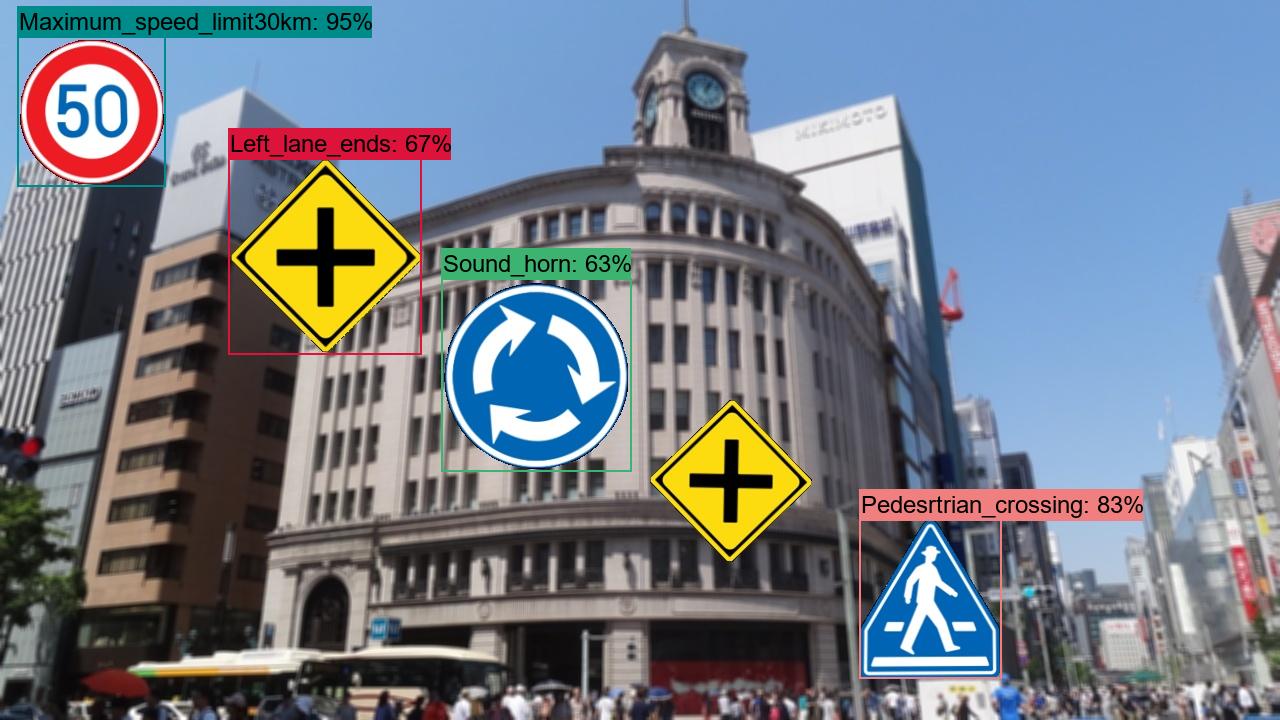 Maximum_speed_limit30km: 95%
50
MIKIMOTO
Left_lane_ends: 67%
Sound_horn: 63%
Pedesrtrian_crossing: 83%